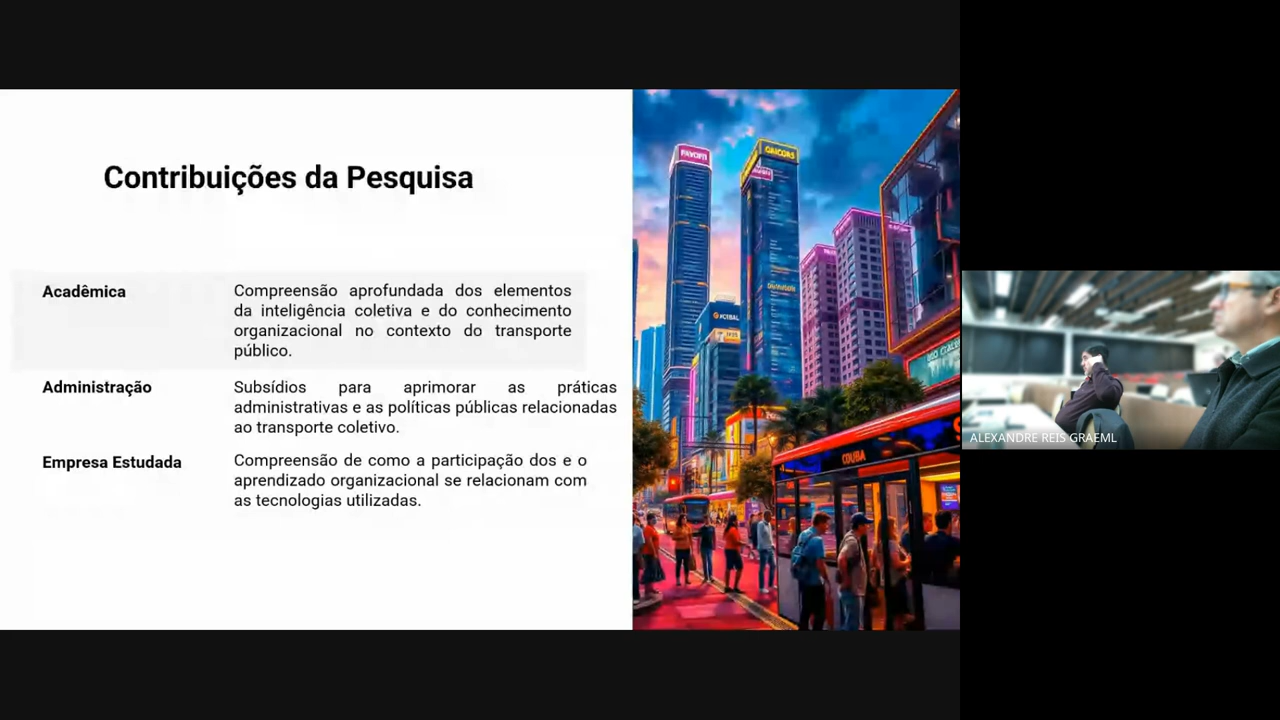 Contribuições da Pesquisa
Acadêmica
Compreensão aprofundada dos elementos
da inteligência coletiva e do conhecimento
organizacional no contexto do transporte
público.
Administração
Subsídios para aprimorar as práticas
administrativas e as políticas públicas relacionadas
ao transporte coletivo.
Empresa Estudada
Compreensão de como a participação dos e o
aprendizado organizacional se relacionam com
as tecnologias utilizadas.
COUBA
ALEXANDRE REIS GRAEML